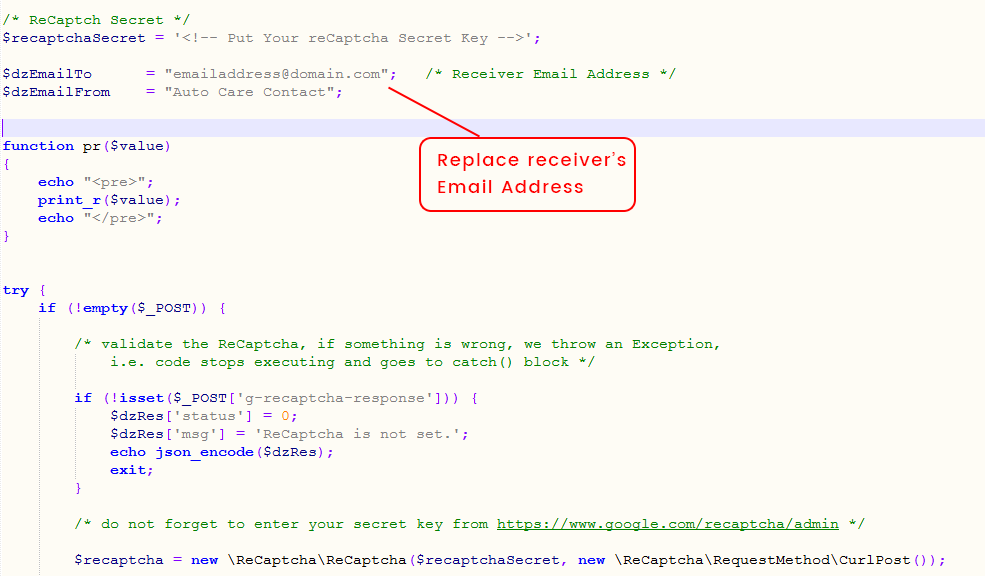 /* ReCaptch Secret */
$recaptchaSecret = '<!-- Put Your reCaptcha Secret Key -->';
$dzEmailTo      = "emailaddress@domain.com";   /* Receiver Email Address */
$dzEmailFrom    = "Auto Care Contact";
Replace receiver's
Email Address
function pr($value)
{
    echo "<pre>";
    print_r($value);
    echo "</pre>";
}
try {
    if (!empty($_POST)) {
        /* validate the ReCaptcha, if something is wrong, we throw an Exception,
            i.e. code stops executing and goes to catch() block */
        if (!isset($_POST['g-recaptcha-response'])) {
            $dzRes['status'] = 0;
            $dzRes['msg'] = 'ReCaptcha is not set.';
            echo json_encode($dzRes);
            exit;
        }
        /* do not forget to enter your secret key from https://www.google.com/recaptcha/admin */
        $recaptcha = new \ReCaptcha\ReCaptcha($recaptchaSecret, new \ReCaptcha\RequestMethod\CurlPost());